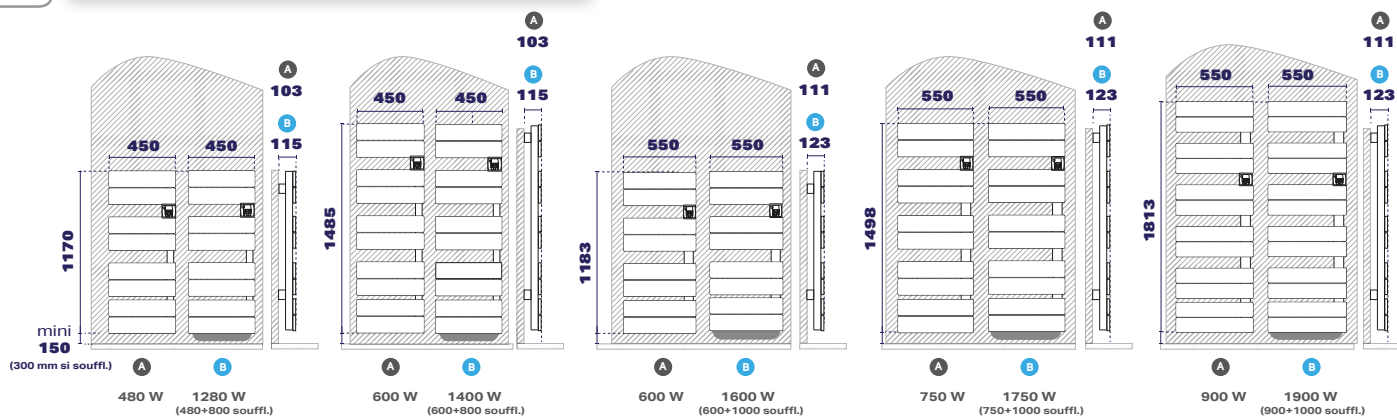 A
103
B
115
450
450
1170
mini
150
(300 mm si souffl.)
A
B
480 W
1280 W
(480+800 souffl.)
A
103
B
115
450
450
1485
A
B
600 W
1400 W
(600+800 souffl.)
A
111
B
123
550
550
1183
A
B
600 W
1600 W
(600+1000 souffl.)
A
111
B
123
550
550
1498
A
B
750 W
1750 W
(750+1000 souffl.)
A
111
B
123
550
550
1813
A
B
900 W
1900 W
(900+1000 souffl.)